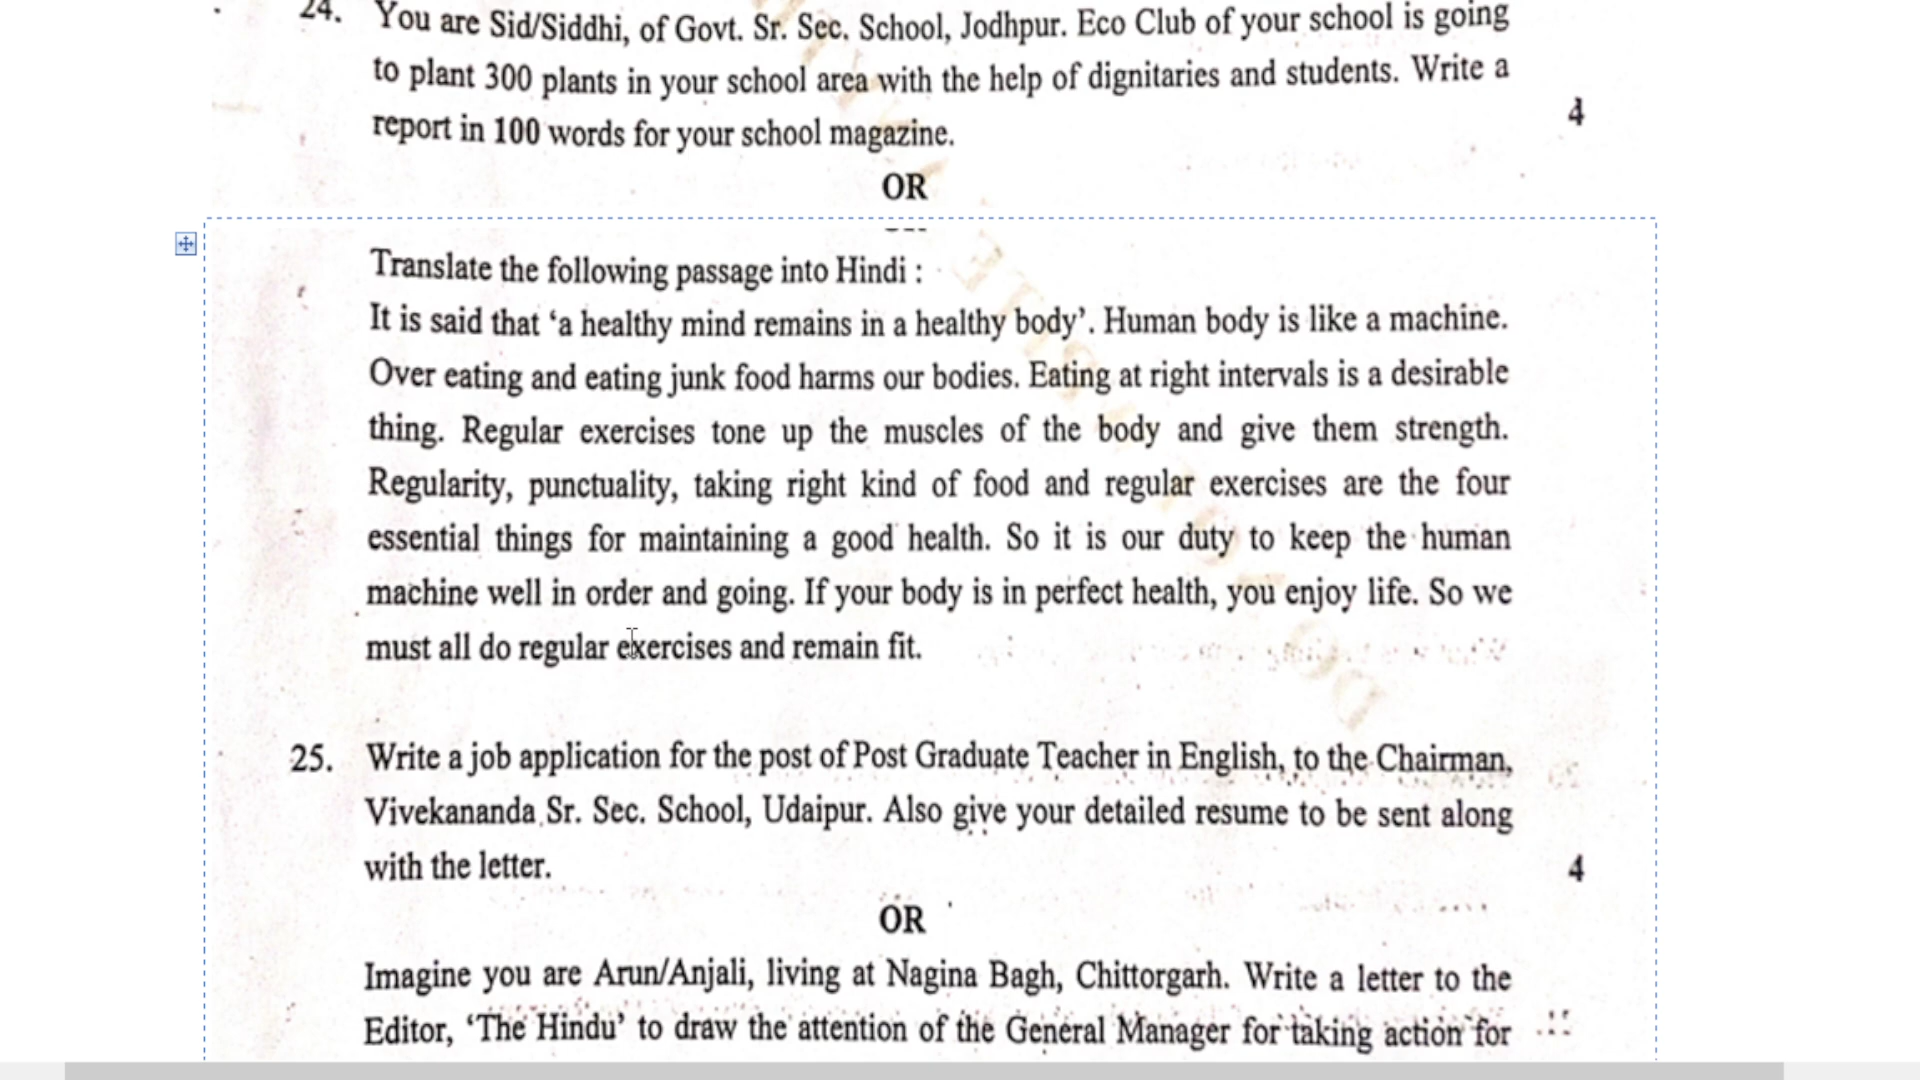 24. You are Sid/Siddhi, of Govt. Sr. Sec. School, Jodhpur. Eco Club of your school is going
to plant 300 plants in your school area with the help of dignitaries and students. Write a
report in 100 words for your school magazine.
4
OR
Translate the following passage into Hindi :
It is said that ‘a healthy mind remains in a healthy body’. Human body is like a machine.
Over eating and eating junk food harms our bodies. Eating at right intervals is a desirable
thing. Regular exercises tone up the muscles of the body and give them strength.
Regularity, punctuality, taking right kind of food and regular exercises are the four
essential things for maintaining a good health. So it is our duty to keep the human
machine well in order and going. If your body is in perfect health, you enjoy life. So we
must all do regular exercises and remain fit.
25. Write a job application for the post of Post Graduate Teacher in English, to the Chairman,
Vivekananda Sr. Sec. School, Udaipur. Also give your detailed resume to be sent along
with the letter.
4
OR
Imagine you are Arun/Anjali, living at Nagina Bagh, Chittorgarh. Write a letter to the
Editor, ‘The Hindu’ to draw the attention of the General Manager for taking action for